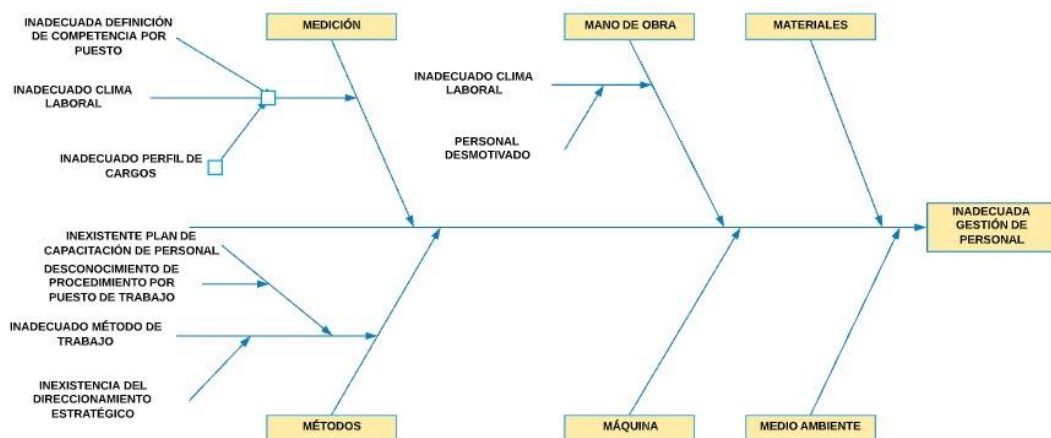 INADECUADA DEFINICIÓN
DE COMPETENCIA POR
PUESTO
MEDICIÓN
MANO DE OBRA
MATERIALES
INADECUADO CLIMA
LABORAL
INADECUADO CLIMA
LABORAL
PERSONAL
DESMOTIVADO
INADECUADO PERFIL DE
CARGOS
INADECUADA
GESTIÓN DE
PERSONAL
INEXISTENTE PLAN DE
CAPACITACIÓN DE PERSONAL
DESCONOCIMIENTO DE
PROCEDIMIENTO POR
PUESTO DE TRABAJO
INADECUADO MÉTODO DE
TRABAJO
INEXISTENCIA DEL
DIRECCIONAMIENTO
ESTRATÉGICO
MÉTODOS
MÁQUINA
MEDIO AMBIENTE